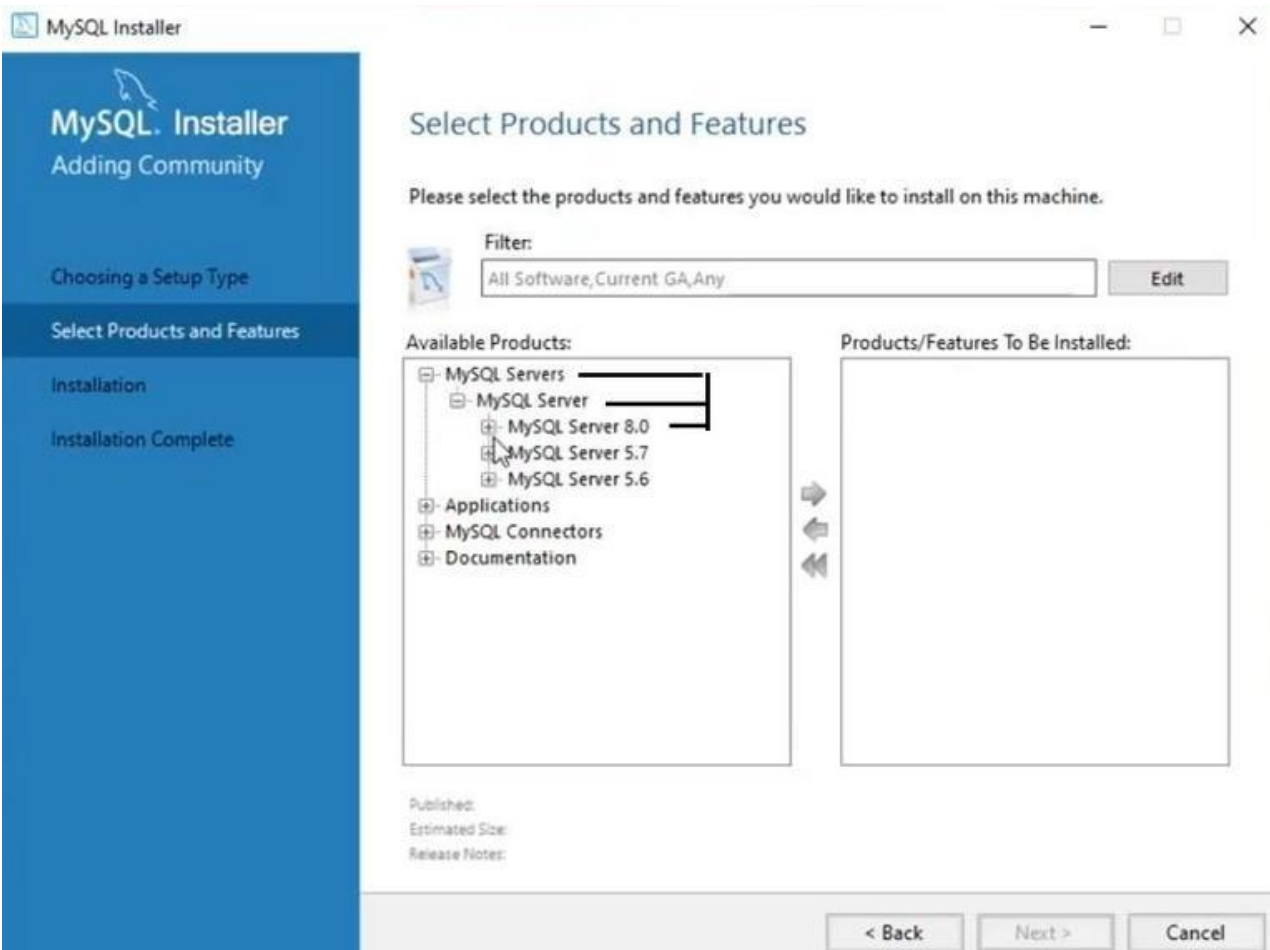 MySQL Installer
MySQL. Installer
Adding Community
Choosing a Setup Type
Select Products and Features
Installation
Installation Complete
Select Products and Features
Please select the products and features you would like to install on this machine.
Filter:
All Software,Current GA,Any
Edit
Available Products:
MySQL Servers
MySQL Server
MySQL Server 8.0
MySQL Server 5.7
MySQL Server 5.6
Applications
MySQL Connectors
Documentation
Products/Features To Be Installed:
Published:
Estimated Size:
Release Notes:
< Back
Next >
Cancel